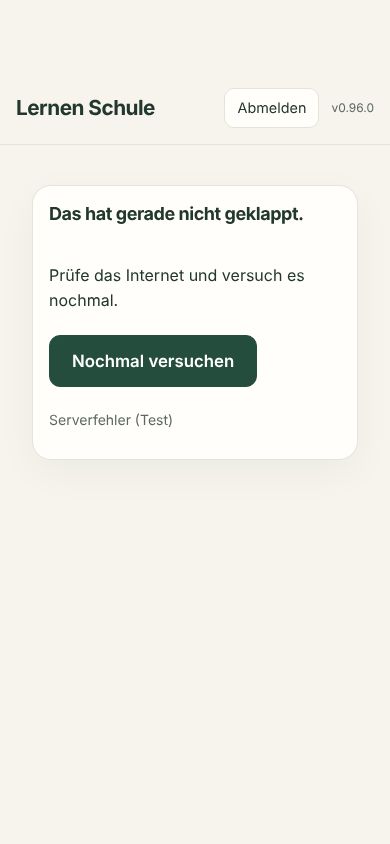 Lernen Schule
Abmelden
v0.96.0
Das hat gerade nicht geklappt.
Prüfe das Internet und versuch es
nochmal.
Nochmal versuchen
Serverfehler (Test)